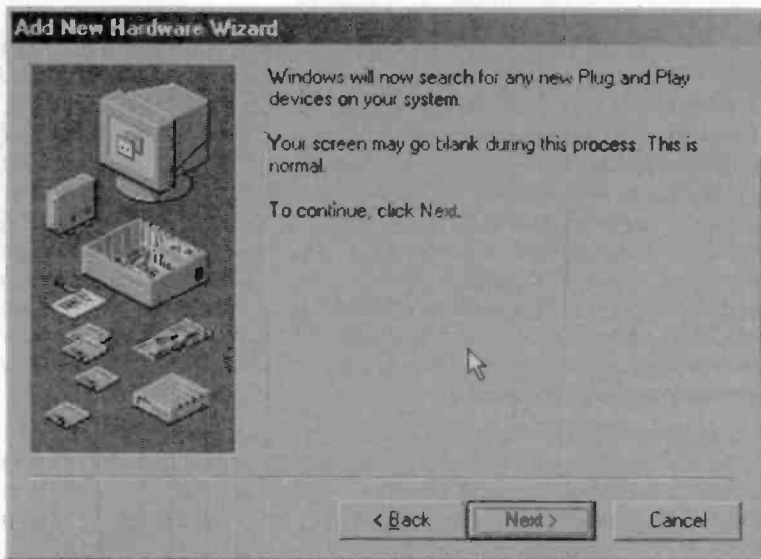 Add New Hardware Wizard
Windows will now search for any new Plug and Play
devices on your system.
Your screen may go blank during this process. This is
normal.
To continue, click Next.
< Back
Next >
Cancel